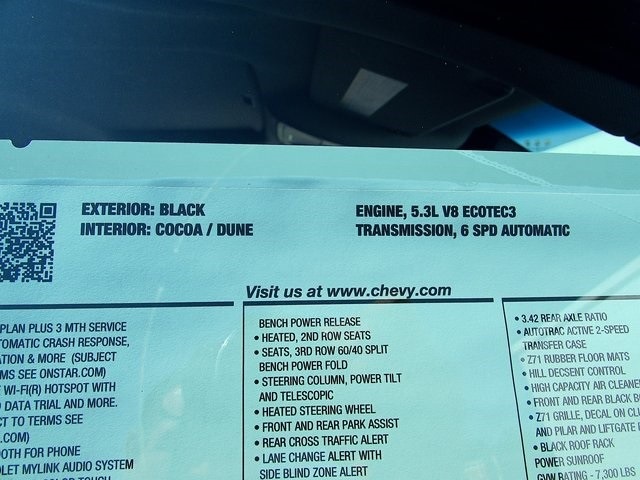 EXTERIOR: BLACK
INTERIOR: COCOA / DUNE
ENGINE, 5.3L V8 ECOTEC3
TRANSMISSION, 6 SPD AUTOMATIC
Visit us at www.chevy.com
PLAN PLUS 3 MTH SERVICE
TOMATIC CRASH RESPONSE,
ATION & MORE (SUBJECT
MS SEE ONSTAR.COM)
WI-FI(R) HOTSPOT WITH
DATA TRIAL AND MORE.
CT TO TERMS SEE
.COM)
OOTH FOR PHONE
OLET MYLINK AUDIO SYSTEM
BENCH POWER RELEASE
• HEATED, 2ND ROW SEATS
• SEATS, 3RD ROW 60/40 SPLIT
BENCH POWER FOLD
• STEERING COLUMN, POWER TILT
AND TELESCOPIC
• HEATED STEERING WHEEL
• FRONT AND REAR PARK ASSIST
• REAR CROSS TRAFFIC ALERT
• LANE CHANGE ALERT WITH
SIDE BLIND ZONE ALERT
• 3.42 REAR AXLE RATIO
• AUTOTRAC ACTIVE 2-SPEED
TRANSFER CASE
• Z71 RUBBER FLOOR MATS
• HILL DECSENT CONTROL
• HIGH CAPACITY AIR CLEANE
• FRONT AND REAR BLACK B
• Z71 GRILLE, DECAL ON C
AND PILAR AND LIFTGATE
• BLACK ROOF RACK
POWER SUNROOF
GVW RATING - 7,300 LBS